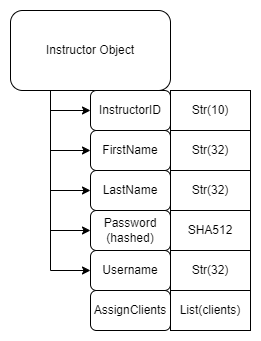 Instructor Object
InstructorID Str(10)
FirstName Str(32)
LastName Str(32)
Password
(hashed) SHA512
Username Str(32)
AssignClients List(clients)